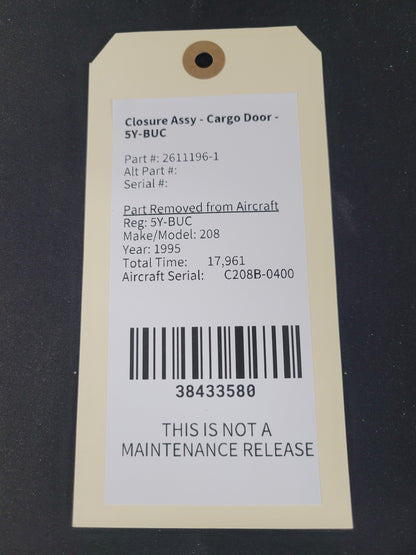 Closure Assy - Cargo Door -
5Y-BUC
Part #: 2611196-1
Alt Part #:
Serial #:
Part Removed from Aircraft
Reg: 5Y-BUC
Make/Model: 208
Year: 1995
Total Time: 17,961
Aircraft Serial: C208B-0400
38433580
THIS IS NOT A
MAINTENANCE RELEASE